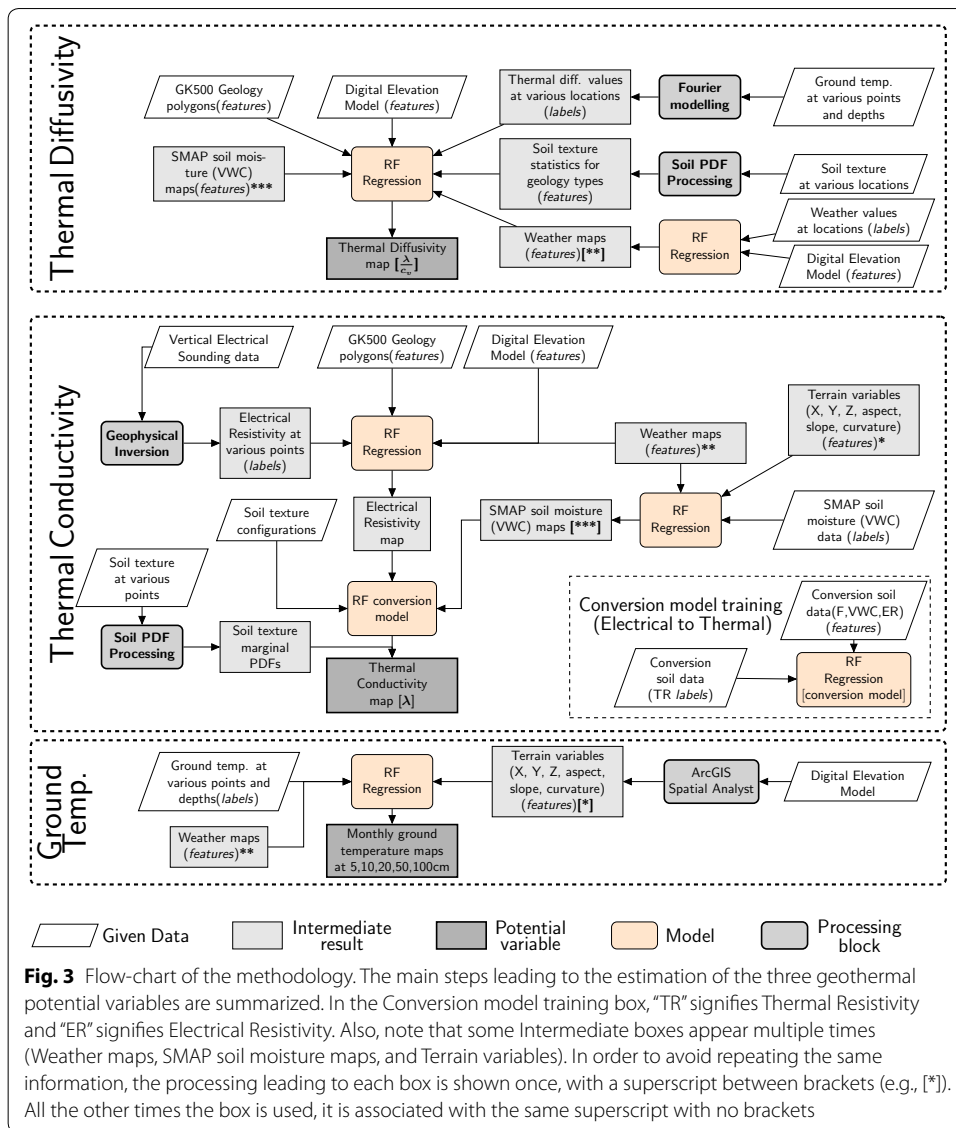 Thermal Diffusivity
GK500 Geology
polygons(features)
Digital Elevation
Model (features)
Thermal diff. values
at various locations
(labels)
Fourier
modelling
Ground temp.
at various points
and depths
SMAP soil mois-
ture (VWC)
maps(features)***
RF
Regression
Soil texture
statistics for
geology types
(features)
Soil PDF
Processing
Soil texture
at various locations
Thermal Diffusivity
map [λ/cv]
Weather maps
(features)[**]
RF
Regression
Weather values
at locations (labels)
Digital Elevation
Model (features)
Thermal Conductivity
Vertical Electrical
Sounding data
GK500 Geology
polygons(features)
Digital Elevation
Model (features)
Geophysical
Inversion
Electrical
Resistivity at
various points
(labels)
RF
Regression
Weather maps
(features)**
Terrain variables
(X, Y, Z, aspect,
slope, curvature)
(features)*
Soil texture
configurations
Electrical
Resistivity
map
SMAP soil moisture
(VWC) maps [***]
RF
Regression
SMAP soil
moisture (VWC)
data (labels)
Soil texture
at various
points
RF conversion
model
Soil PDF
Processing
Soil texture
marginal
PDFs
Thermal
Conductivity
map [λ]
Conversion model training
(Electrical to Thermal)
Conversion soil
data(F,VWC,ER)
(features)
Conversion
soil data
(TR labels)
RF
Regression
[conversion model]
Ground
Temp.
Ground temp. at
various points and
depths(labels)
RF
Regression
Terrain variables
(X, Y, Z, aspect,
slope, curvature)
(features)[*]
ArcGIS
Spatial Analyst
Digital Elevation
Model
Weather maps
(features)**
Monthly ground
temperature maps
at 5,10,20,50,100cm
Given Data
Intermediate
result
Potential
variable
Model
Processing
block
Fig. 3 Flow-chart of the methodology. The main steps leading to the estimation of the three geothermal
potential variables are summarized. In the Conversion model training box, “TR” signifies Thermal Resistivity
and “ER” signifies Electrical Resistivity. Also, note that some Intermediate boxes appear multiple times
(Weather maps, SMAP soil moisture maps, and Terrain variables). In order to avoid repeating the same
information, the processing leading to each box is shown once, with a superscript between brackets (e.g., [*]).
All the other times the box is used, it is associated with the same superscript with no brackets